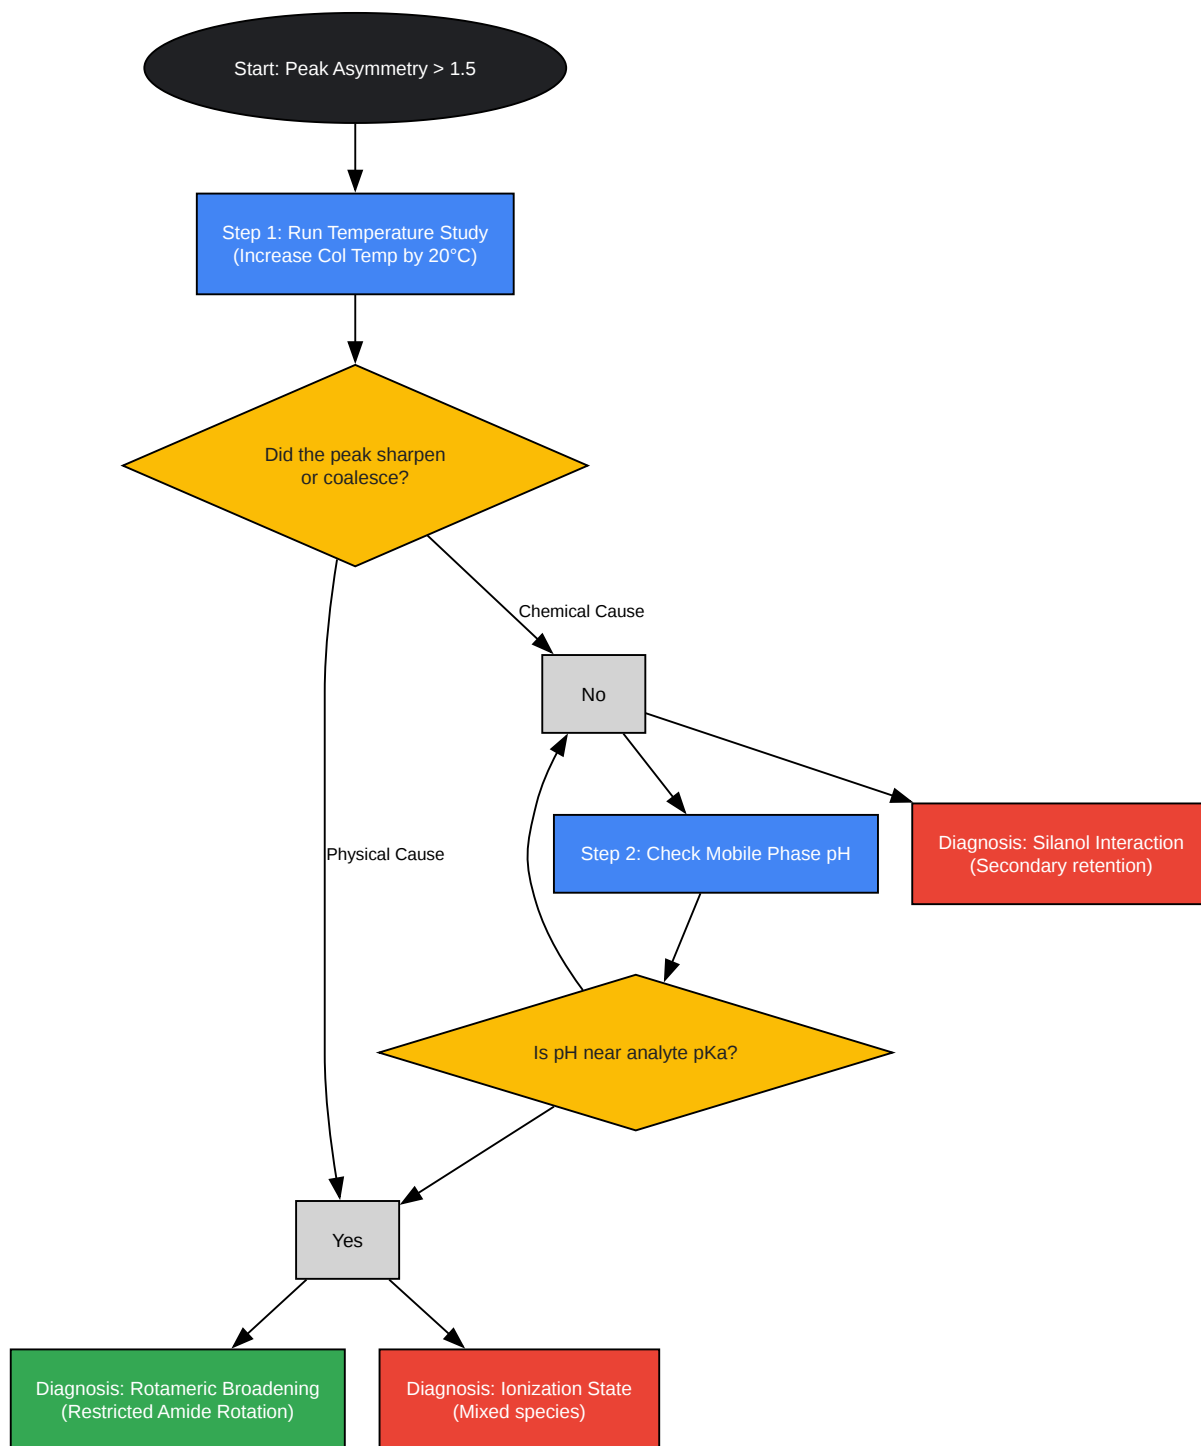 Start: Peak Asymmetry > 1.5
Step 1: Run Temperature Study
(Increase Col Temp by 20°C)
Did the peak sharpen
or coalesce?
Chemical Cause
No
Physical Cause
Step 2: Check Mobile Phase pH
Diagnosis: Silanol Interaction
(Secondary retention)
Is pH near analyte pKa?
Yes
Diagnosis: Rotameric Broadening
(Restricted Amide Rotation)
Diagnosis: Ionization State
(Mixed species)